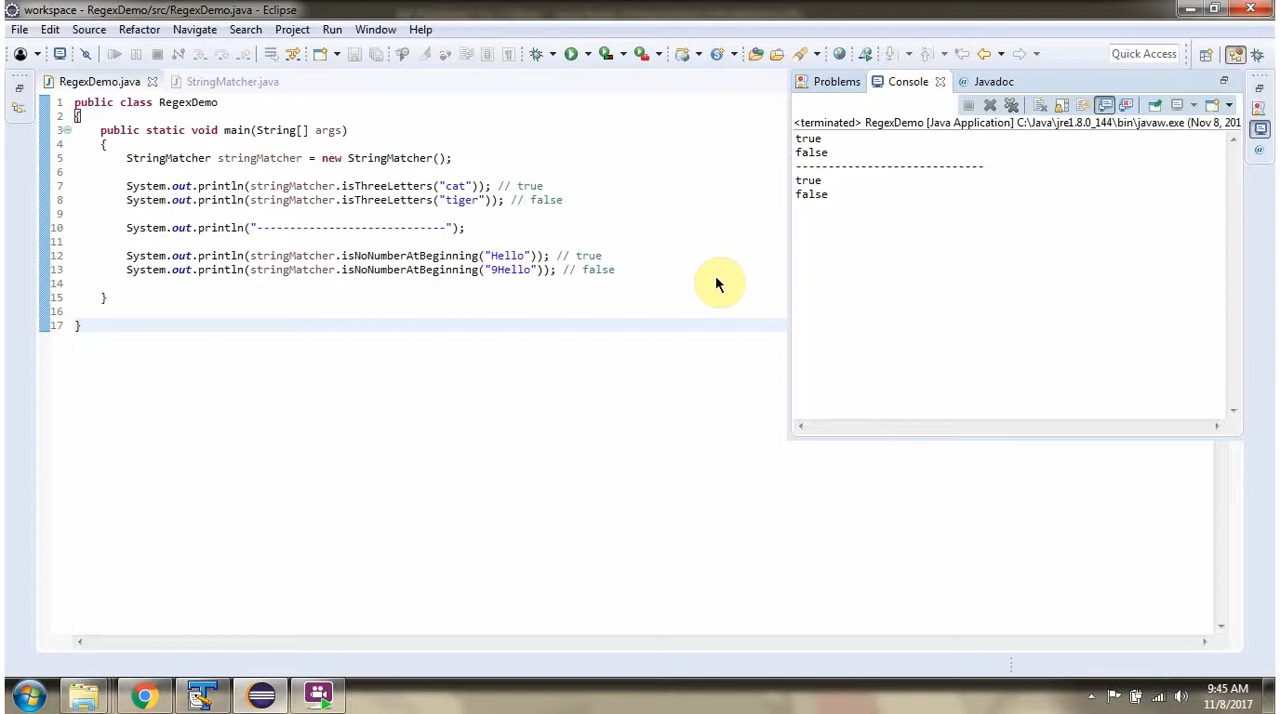 workspace - RegexDemo/src/RegexDemo.java - Eclipse
File Edit Source Refactor Navigate Search Project Run Window Help
Quick Access
RegexDemo.java StringMatcher.java
1 public class RegexDemo
2 {
3 public static void main(String[] args)
4 {
5 StringMatcher stringMatcher = new StringMatcher();
6
7 System.out.println(stringMatcher.isThreeLetters("cat")); // true
8 System.out.println(stringMatcher.isThreeLetters("tiger")); // false
9
10 System.out.println("-----------------------------");
11
12 System.out.println(stringMatcher.isNoNumberAtBeginning("Hello")); // true
13 System.out.println(stringMatcher.isNoNumberAtBeginning("9Hello")); // false
14
15 }
16
17 }
Problems Console @ Javadoc
<terminated> RegexDemo [Java Application] C:\Java\jre1.8.0_144\bin\javaw.exe (Nov 8, 201
true
false
-----------------------------
true
false
9:45 AM
11/8/2017